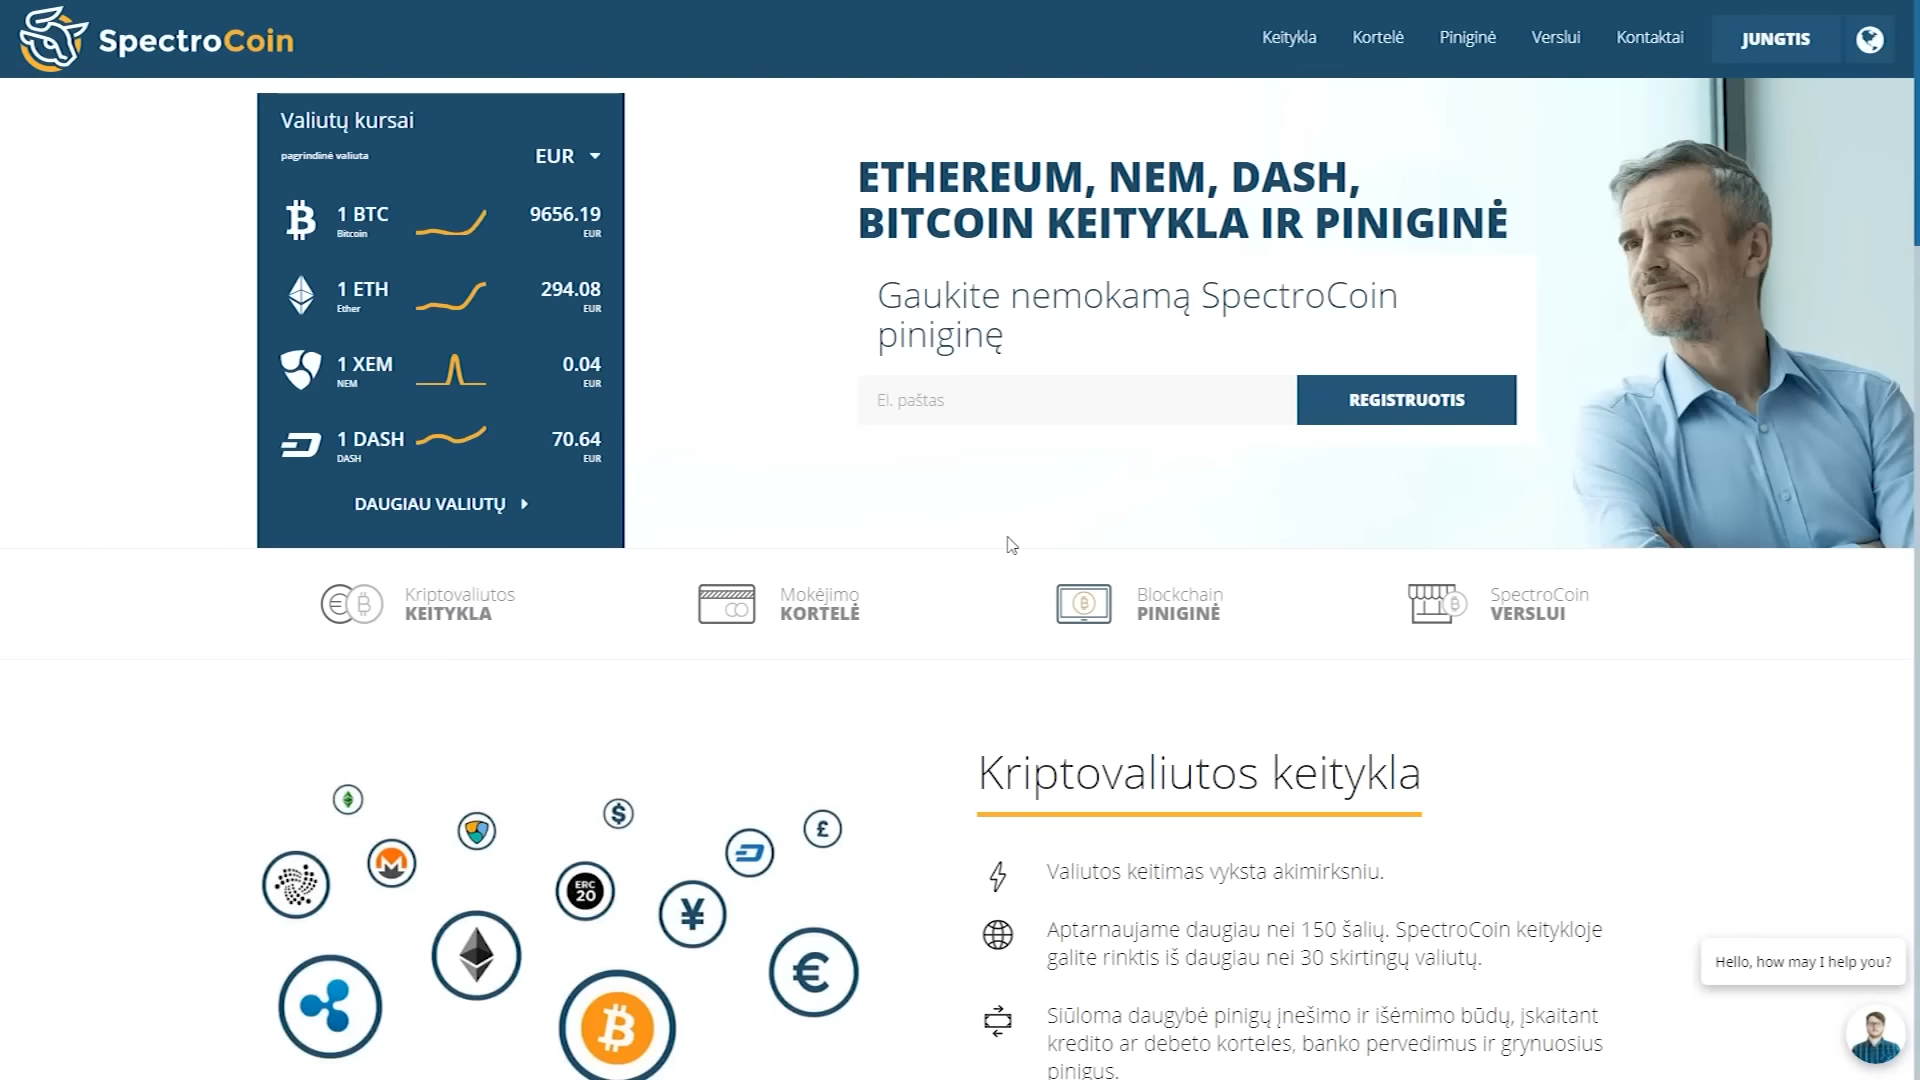 SpectroCoin
Keitykla
Kortelė
Piniginė
Verslui
Kontaktai
JUNGTIS
Valiutų kursai
pagrindinė valiuta
EUR
1 BTC
Bitcoin
9656.19
EUR
1 ETH
Ether
294.08
EUR
1 XEM
NEM
0.04
EUR
1 DASH
DASH
70.64
EUR
DAUGIAU VALIUTŲ
ETHEREUM, NEM, DASH,
BITCOIN KEITYKLA IR PINIGINĖ
Gaukite nemokamą SpectroCoin
piniginę
El. paštas
REGISTRUOTIS
Kriptovaliutos
KEITYKLA
Mokėjimo
KORTELĖ
Blockchain
PINIGINĖ
SpectroCoin
VERSLUI
ERC
20
Kriptovaliutos keitykla
Valiutos keitimas vyksta akimirksniu.
Aptarnaujame daugiau nei 150 šalių. SpectroCoin keitykloje
galite rinktis iš daugiau nei 30 skirtingų valiutų.
Siūloma daugybė pinigų įnešimo ir išėmimo būdų, įskaitant
kredito ar debeto korteles, banko pervedimus ir grynuosius
pinigus.
Hello, how may I help you?